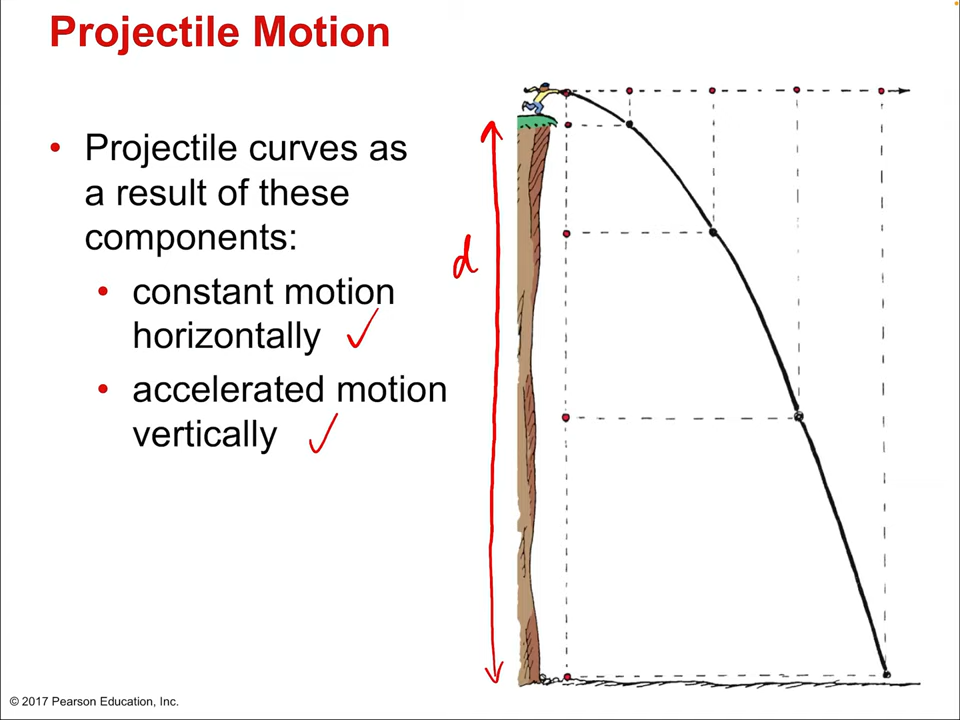 Projectile Motion
• Projectile curves as
a result of these
components:
• constant motion
horizontally ✓
• accelerated motion
vertically ✓
d
© 2017 Pearson Education, Inc.